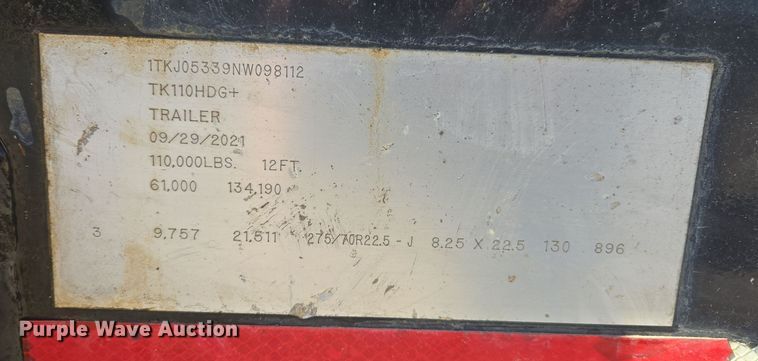 1TKJ05339NW098112
TK110HDG+
TRAILER
09/29/2021
110,000LBS. 12FT.
61,000 134,190
3 9,757 21,511 275/70R22.5 - J 8.25 X 22.5 130 896
Purple Wave Auction